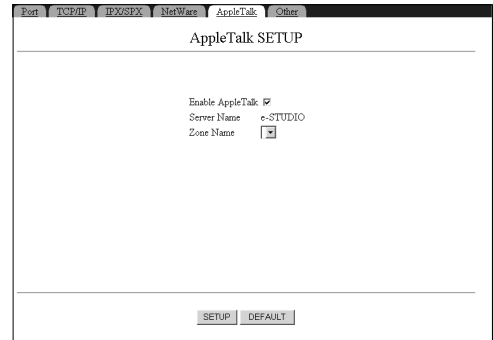 Port TCP/IP IPX/SPX NetWare AppleTalk Other
AppleTalk SETUP
Enable AppleTalk
Server Name e-STUDIO
Zone Name
SETUP DEFAULT